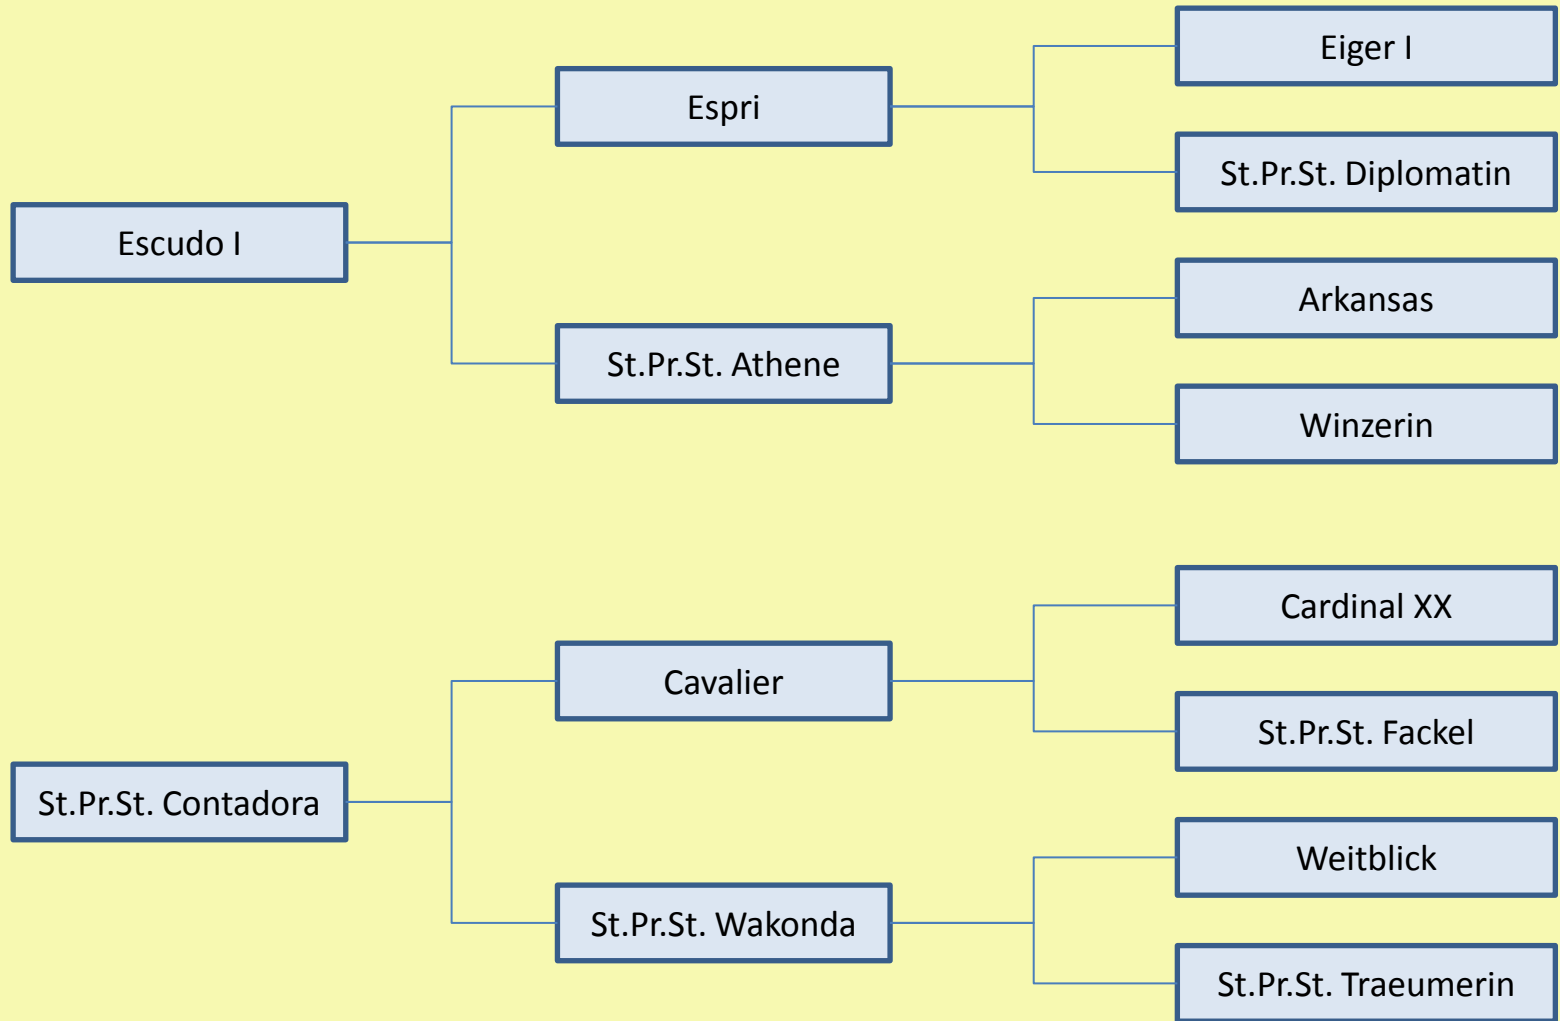 Eiger I
Espri
St.Pr.St. Diplomatin
Escudo I
Arkansas
St.Pr.St. Athene
Winzerin
Cardinal XX
Cavalier
St.Pr.St. Fackel
St.Pr.St. Contadora
Weitblick
St.Pr.St. Wakonda
St.Pr.St. Traeumerin